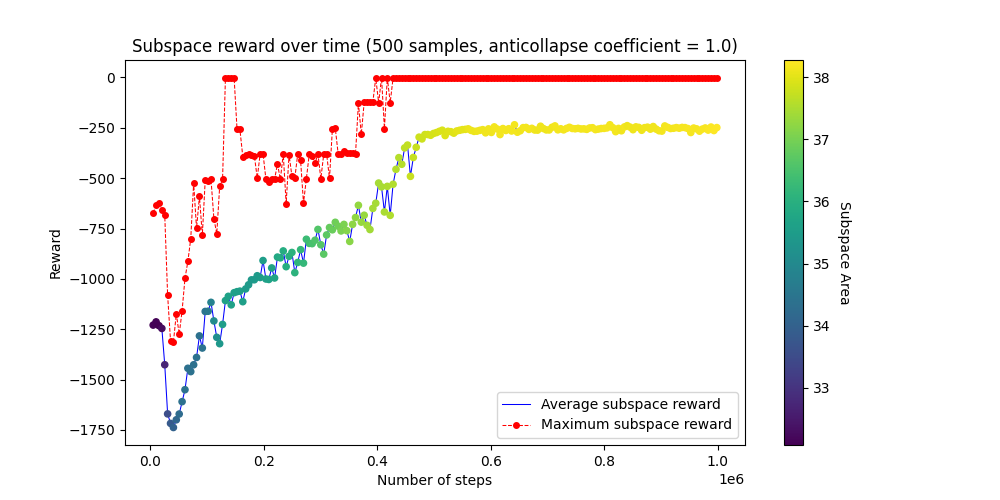 Subspace reward over time (500 samples, anticollapse coefficient = 1.0)
Reward
0
−250
−500
−750
−1000
−1250
−1500
−1750
0.0
0.2
0.4
0.6
0.8
1.0
1e6
Number of steps
Average subspace reward
Maximum subspace reward
38
37
36
35
34
33
Subspace Area